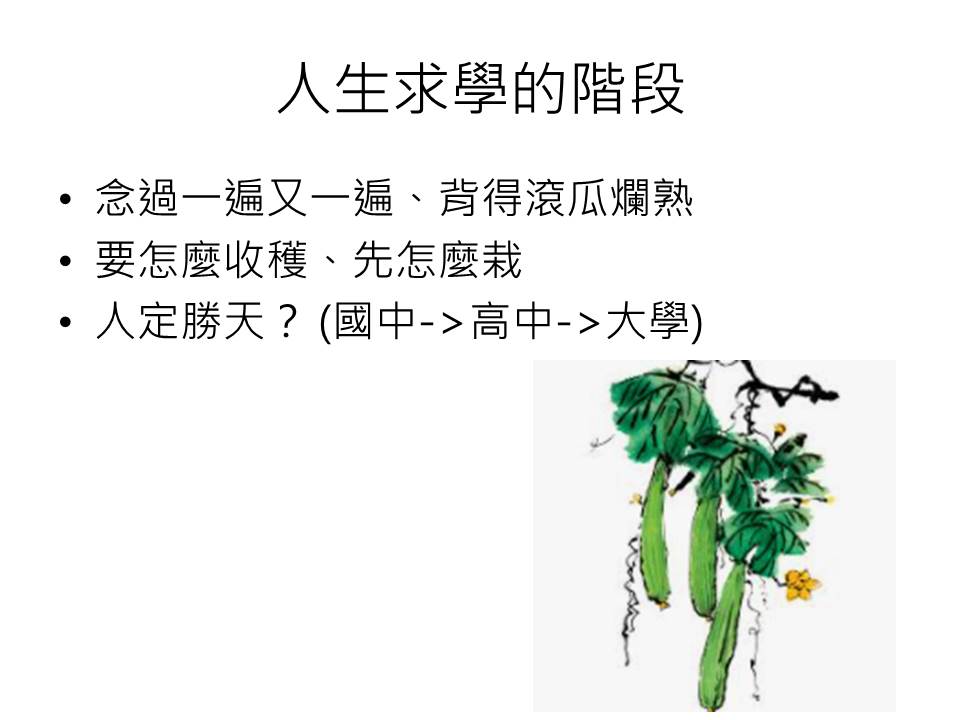 人生求學的階段
• 念過一遍又一遍、背得滾瓜爛熟
• 要怎麼收穫、先怎麼栽
• 人定勝天？ (國中->高中->大學)